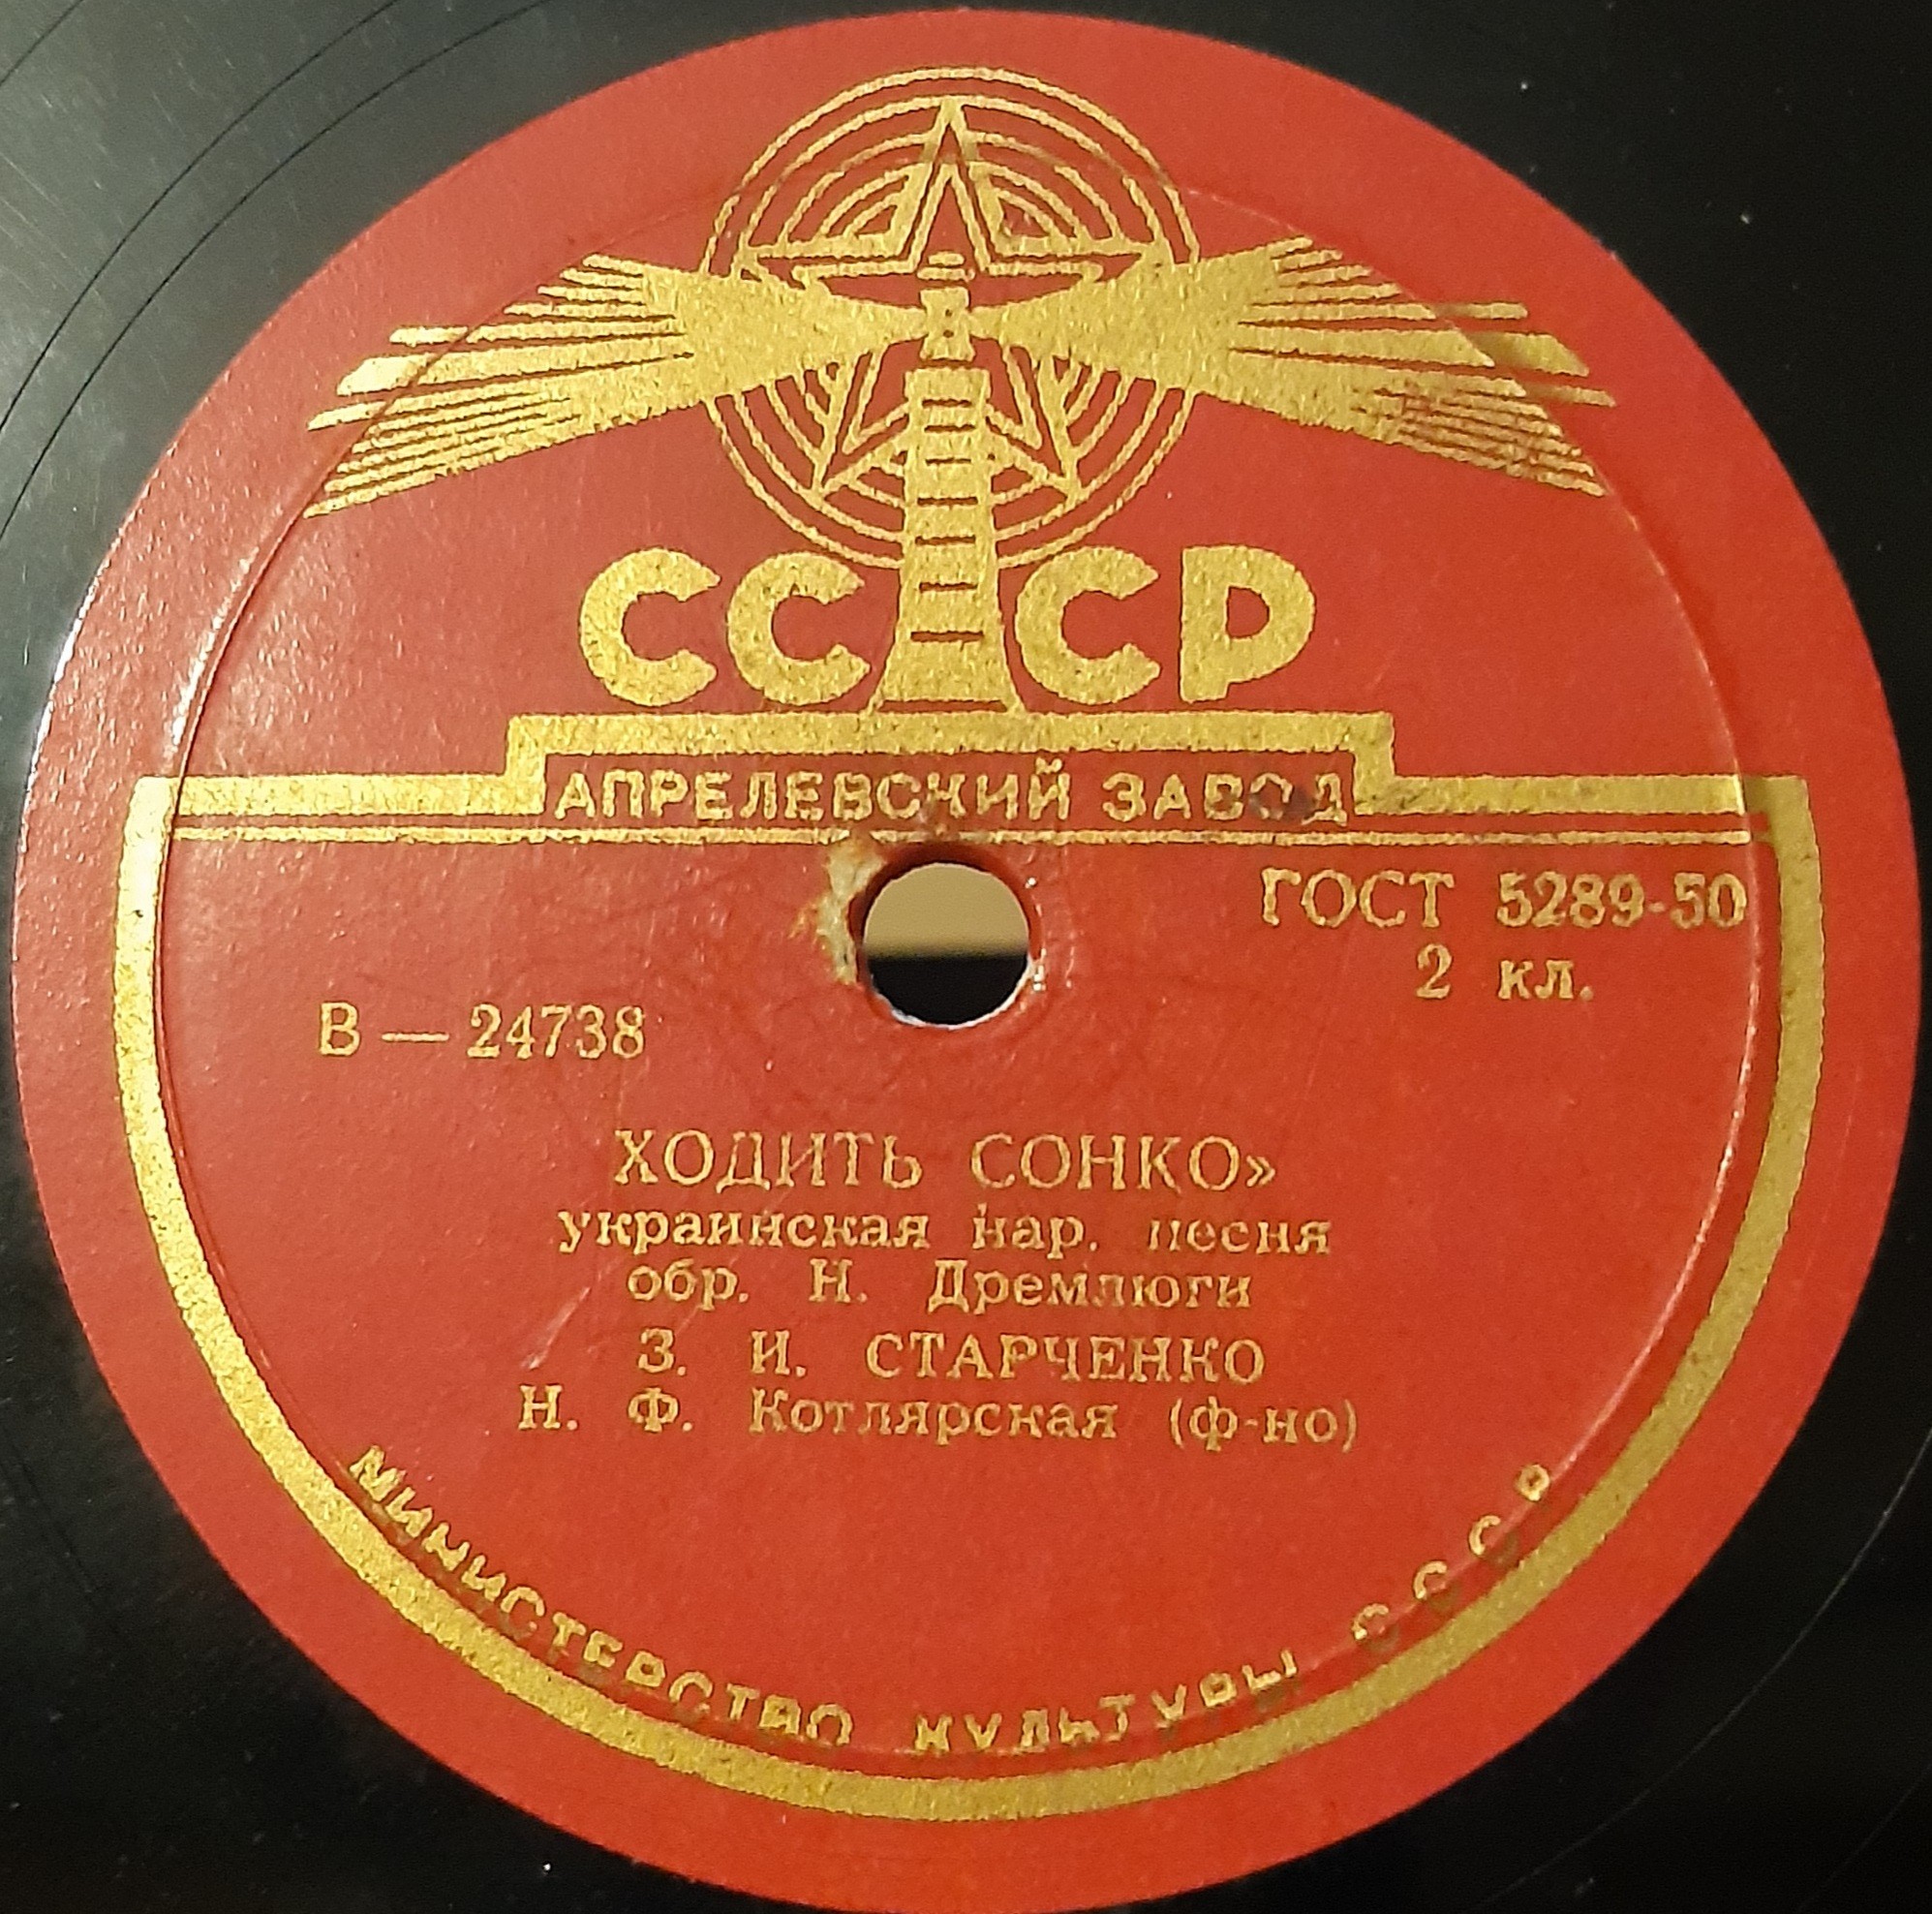 СССР
АПРЕЛЕВСКИЙ ЗАВОД
ГОСТ 5289-50
2 кл.
В — 24738
ХОДИТЬ СОНКО»
украинская нар. песня
обр. Н. Дремлюги
З. И. СТАРЧЕНКО
Н. Ф. Котлярская (ф-но)
МИНИСТЕРСТВО КУЛЬТУРЫ СССР